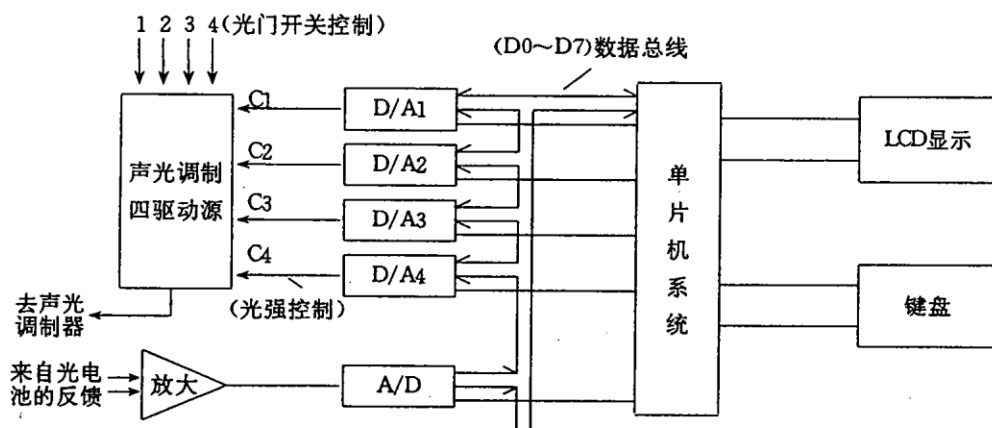 1 2 3 4(光门开关控制)
(D0～D7)数据总线
C1
D/A1
LCD显示
声光调制
四驱动源
C2
D/A2
单片机系统
C3
D/A3
C4
D/A4
(光强控制)
去声光
调制器
键盘
来自光电
池的反馈
放大
A/D